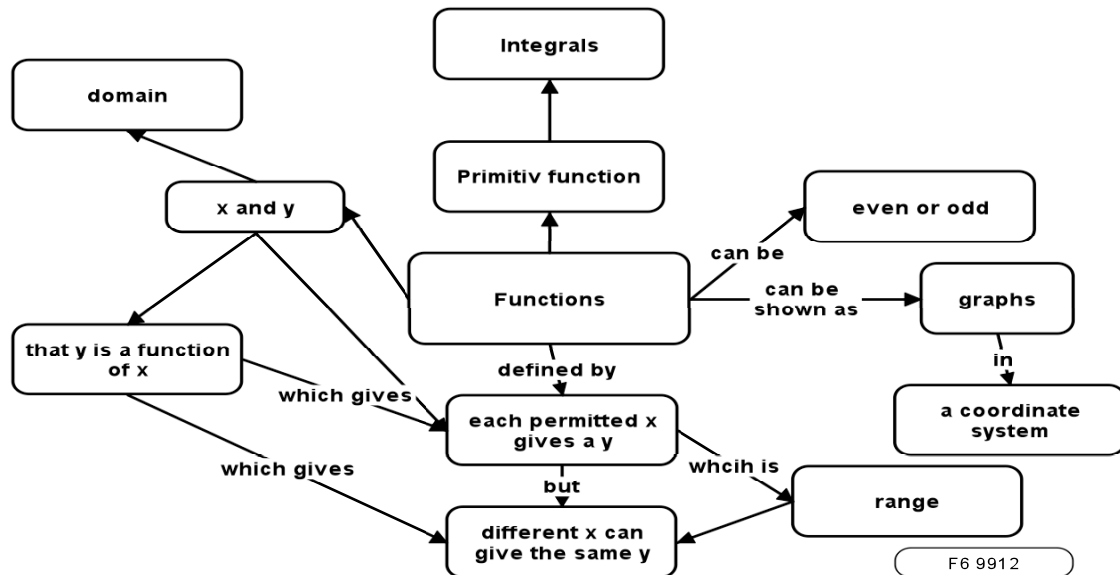 Integrals
domain
Primitiv function
x and y
even or odd
can be
Functions
can be
shown as
graphs
that y is a function
of x
in
defined by
which gives
each permitted x
gives a y
a coordinate
system
which gives
whcih is
but
range
different x can
give the same y
F6 9912